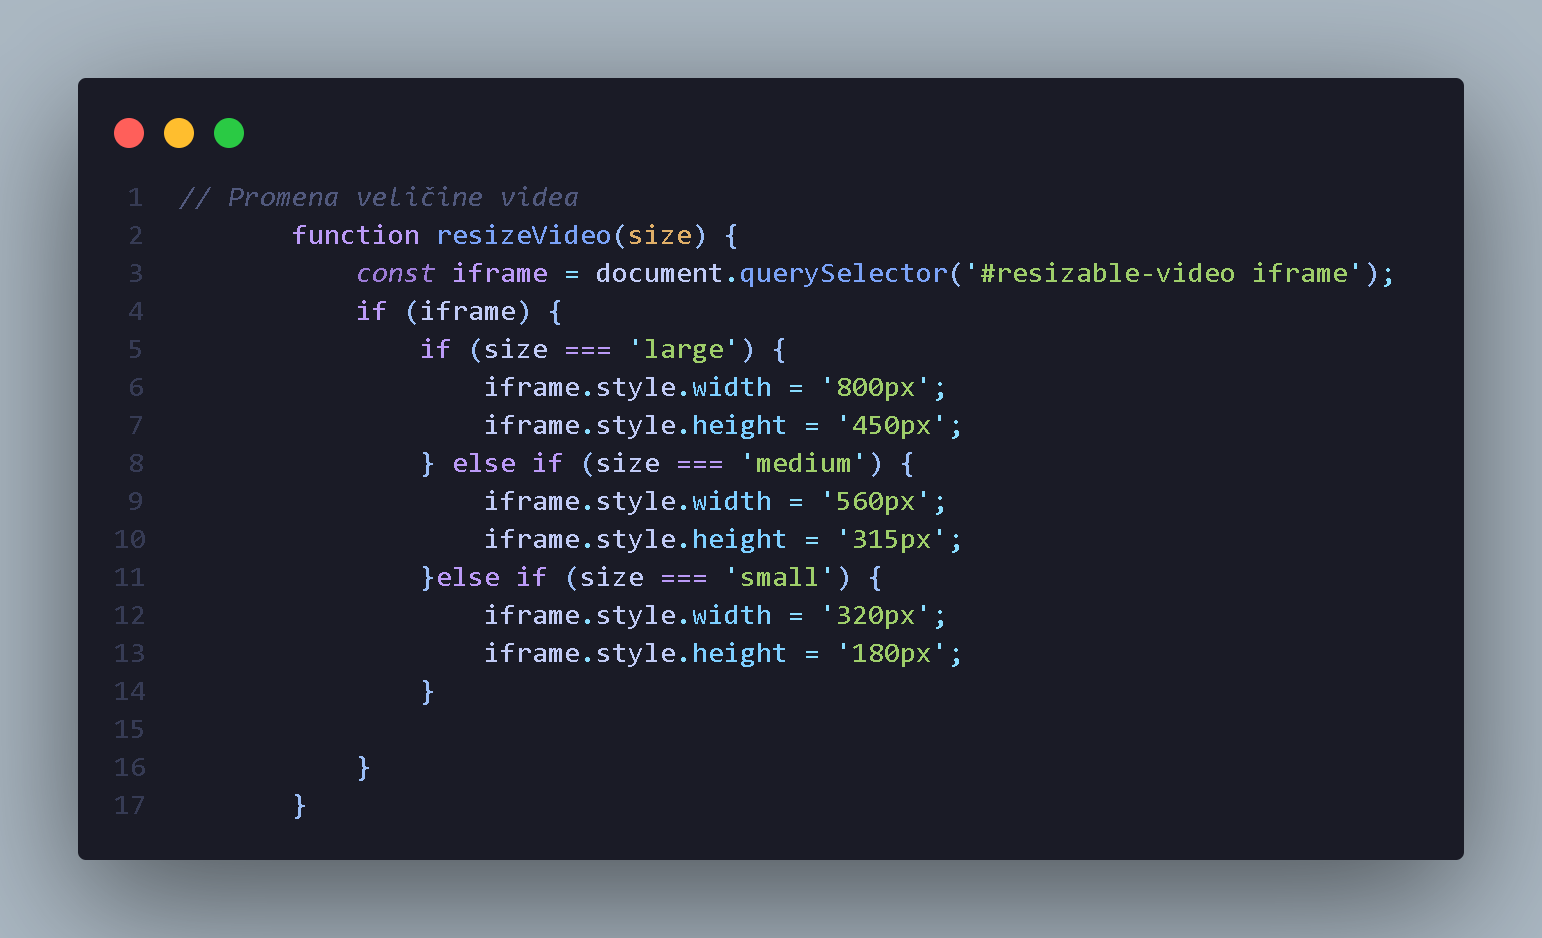 1 // Promena veličine videa
2 function resizeVideo(size) {
3 const iframe = document.querySelector('#resizable-video iframe');
4 if (iframe) {
5 if (size === 'large') {
6 iframe.style.width = '800px';
7 iframe.style.height = '450px';
8 } else if (size === 'medium') {
9 iframe.style.width = '560px';
10 iframe.style.height = '315px';
11 }else if (size === 'small') {
12 iframe.style.width = '320px';
13 iframe.style.height = '180px';
14 }
15
16 }
17 }